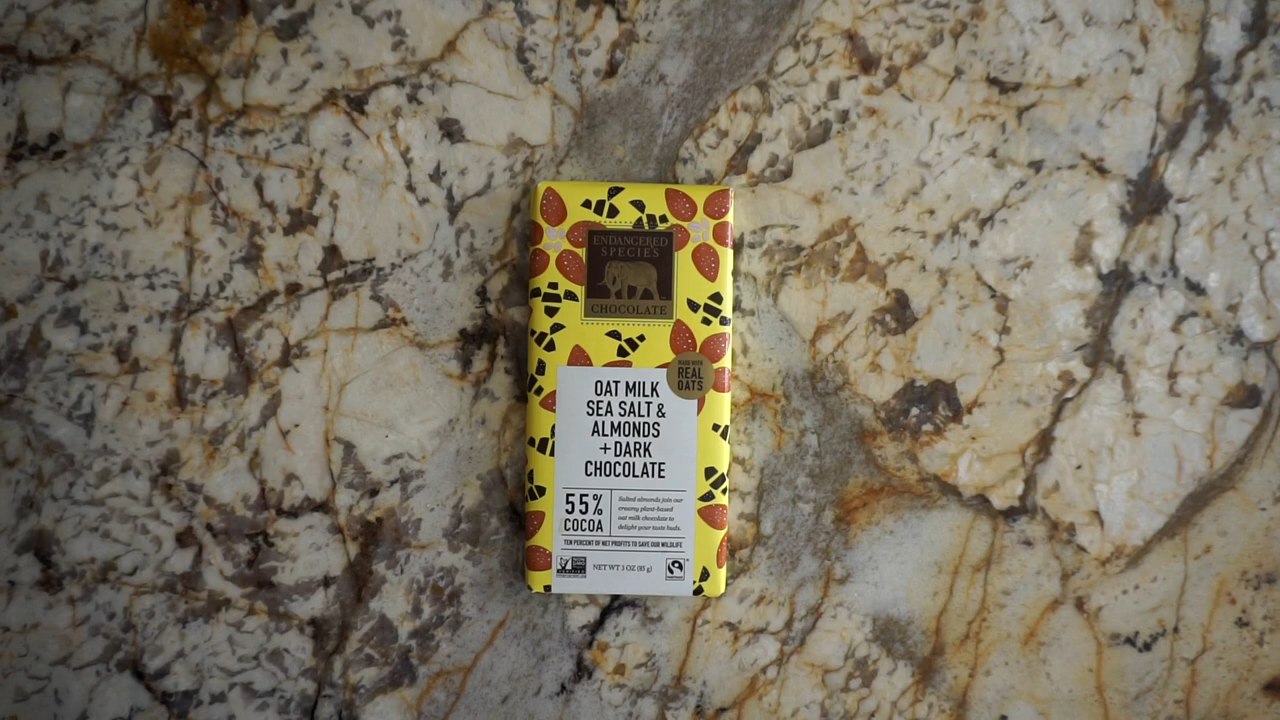 ENDANGERED
SPECIES
CHOCOLATE
MADE WITH
REAL
OATS
OAT MILK
SEA SALT &
ALMONDS
+DARK
CHOCOLATE
55%
COCOA
Salted almonds join our
creamy plant-based
oat milk chocolate to
delight your taste buds.
TEN PERCENT OF NET PROFITS TO SAVE OUR WILDLIFE
NET WT 3 OZ (85 g)